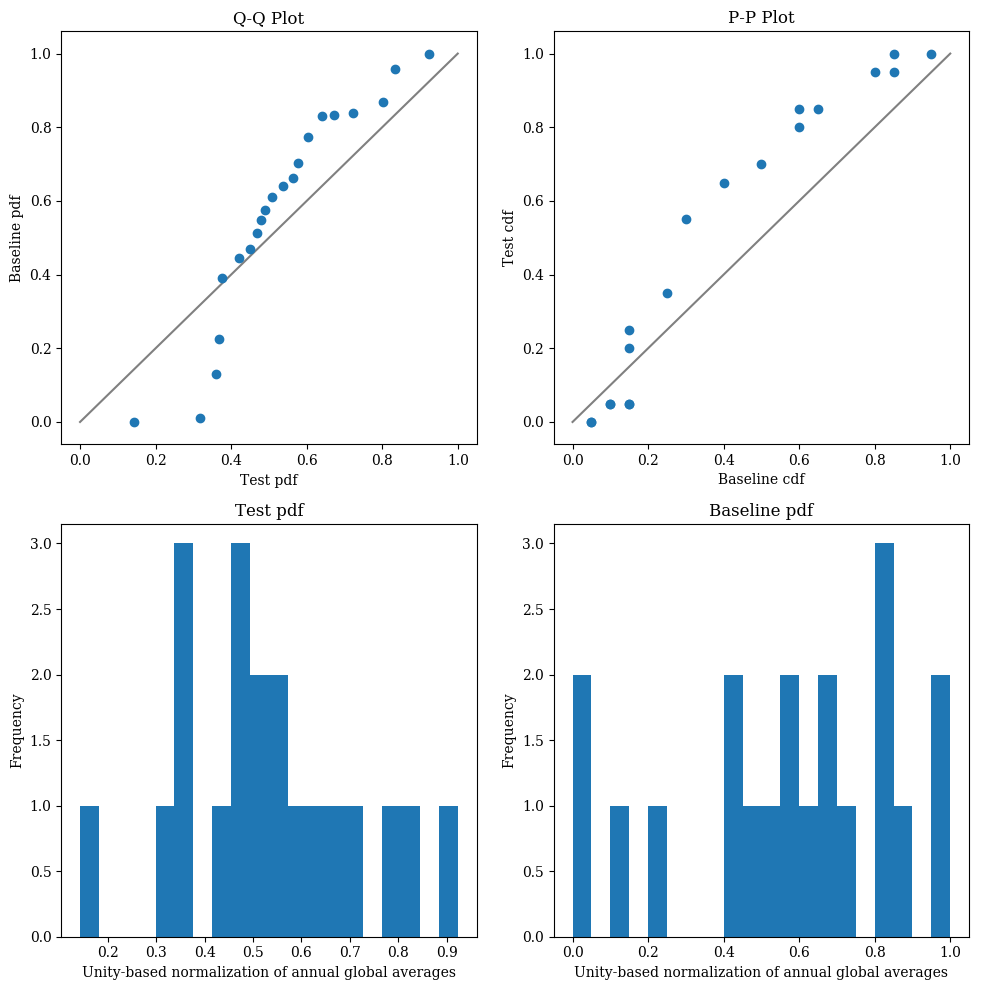 Q-Q Plot
1.0
0.8
0.6
0.4
0.2
0.0
Baseline pdf
0.0 0.2 0.4 0.6 0.8 1.0
Test pdf
P-P Plot
1.0
0.8
0.6
0.4
0.2
0.0
Test cdf
0.0 0.2 0.4 0.6 0.8 1.0
Baseline cdf
Test pdf
3.0
2.5
2.0
1.5
1.0
0.5
0.0
Frequency
0.2 0.3 0.4 0.5 0.6 0.7 0.8 0.9
Unity-based normalization of annual global averages
Baseline pdf
3.0
2.5
2.0
1.5
1.0
0.5
0.0
Frequency
0.0 0.2 0.4 0.6 0.8 1.0
Unity-based normalization of annual global averages